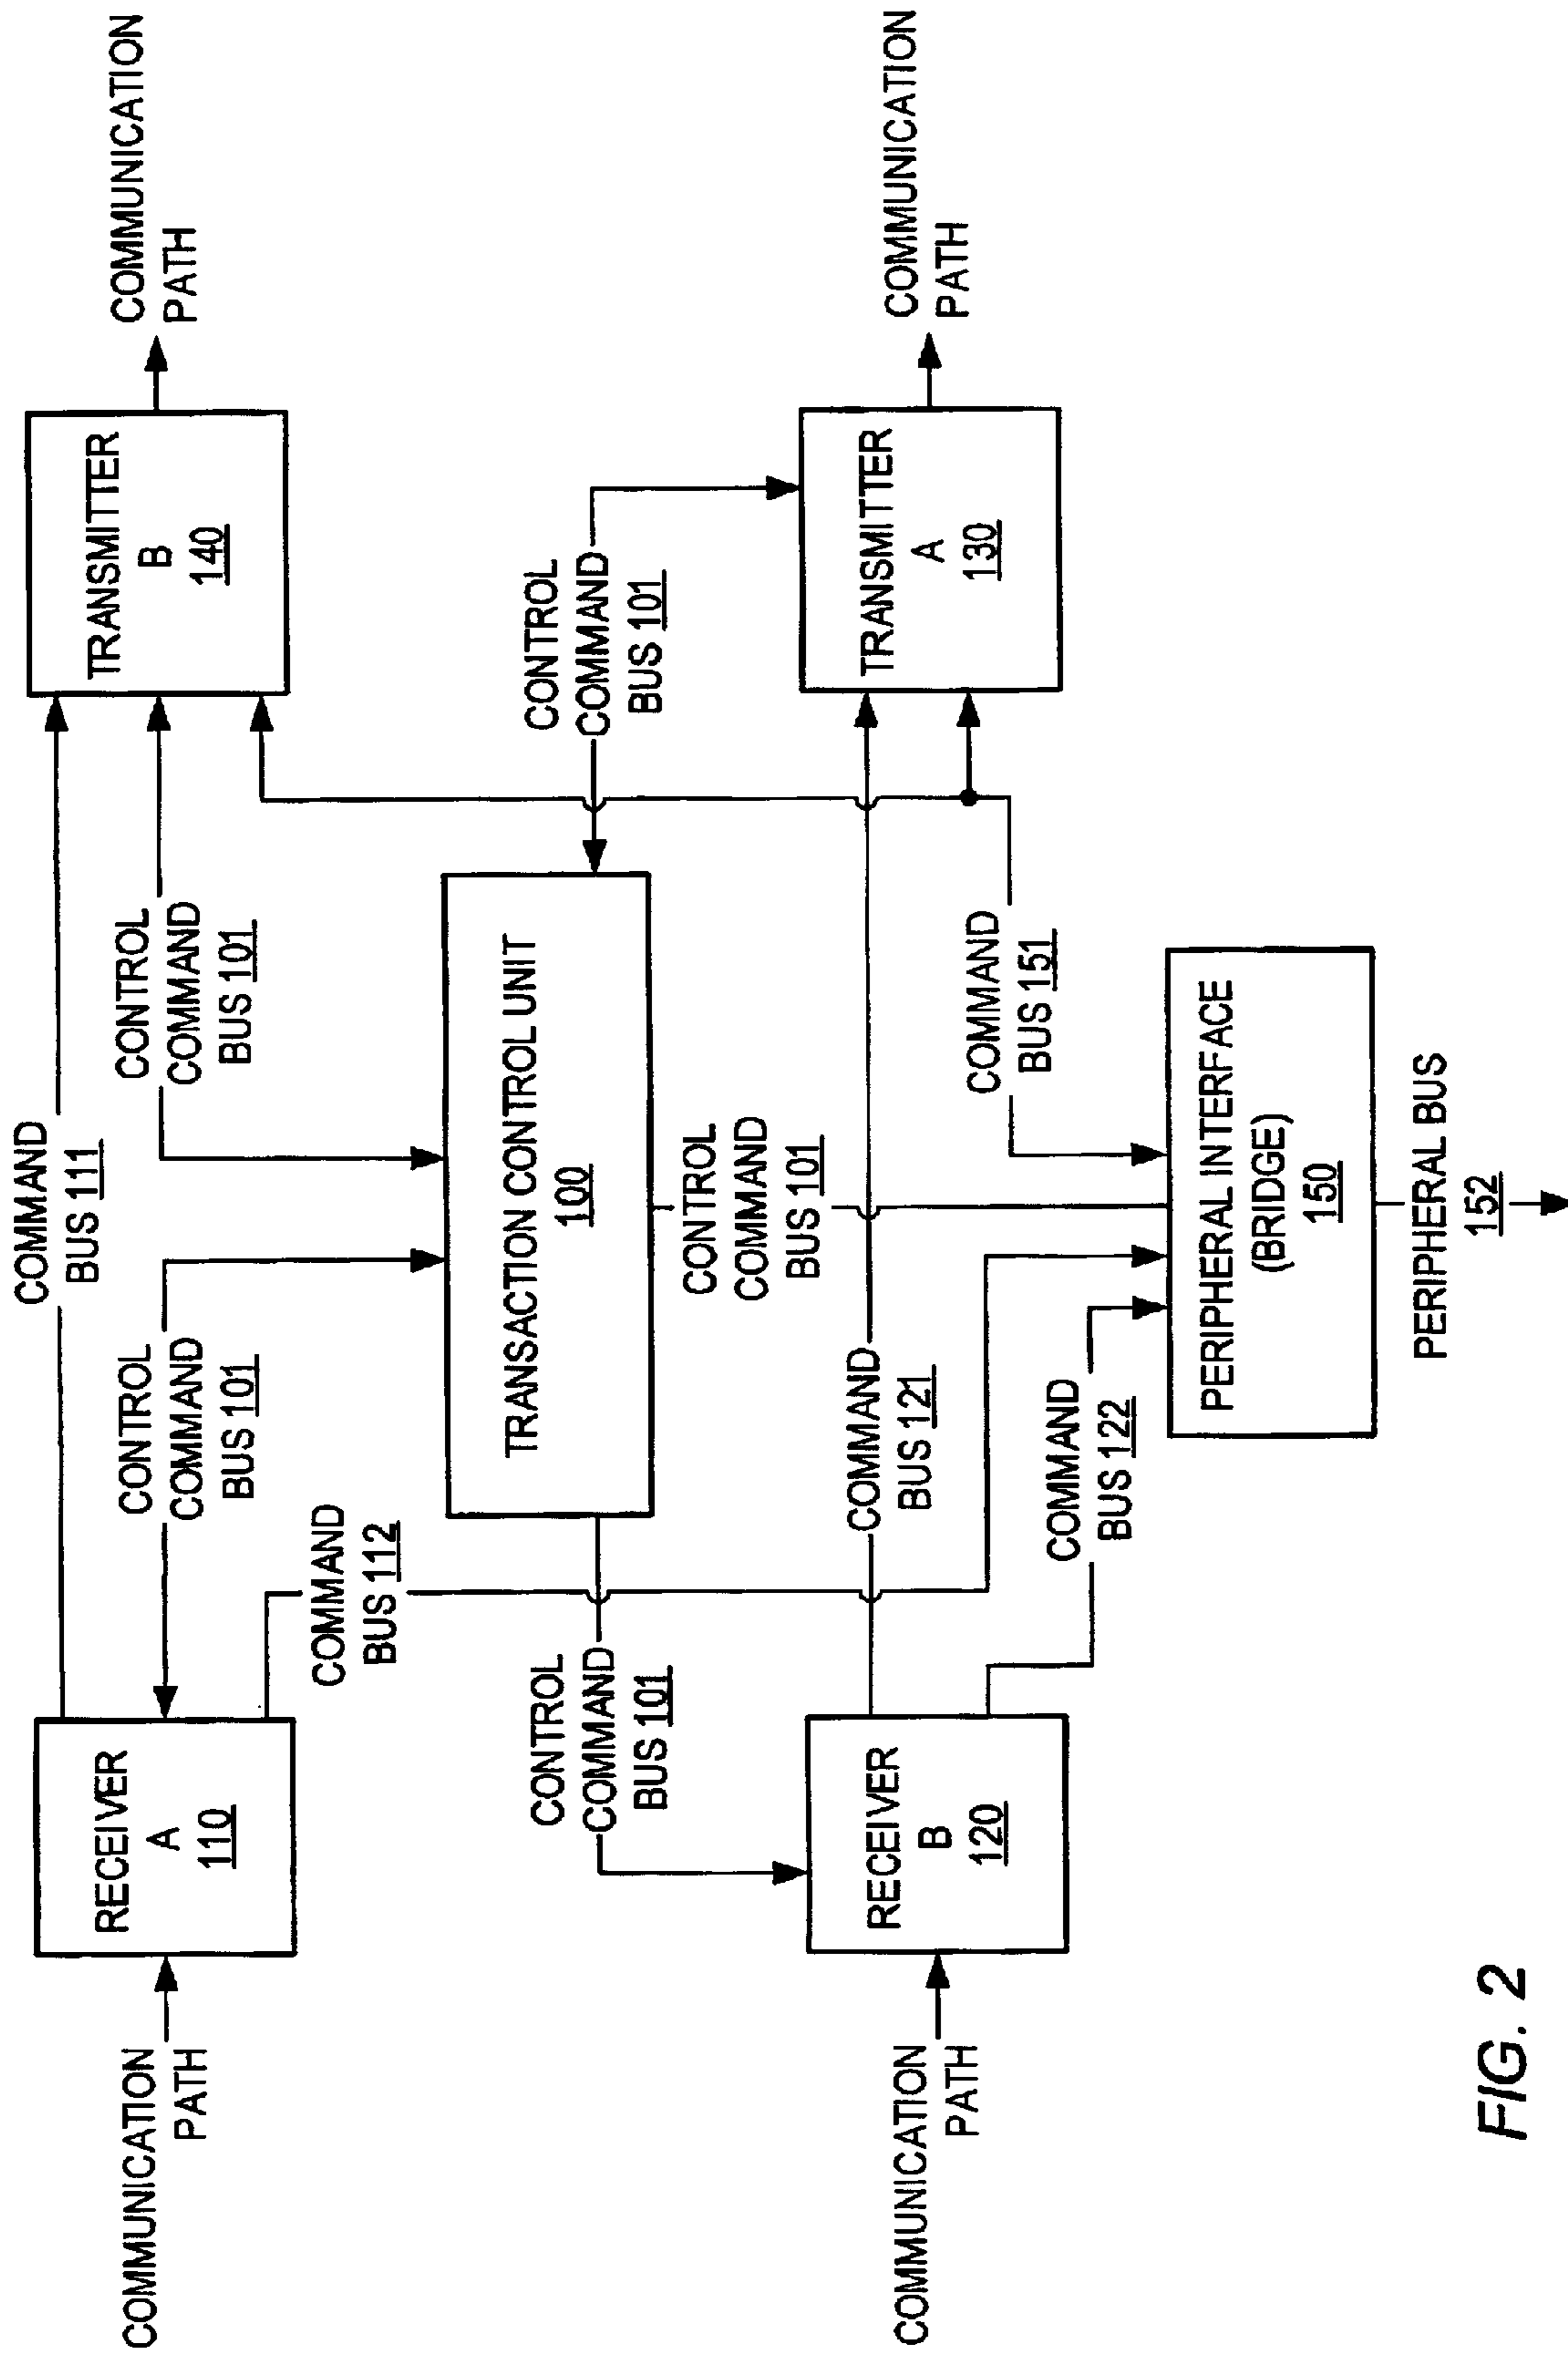 COMMUNICATION
PATH
RECEIVER
A
110
COMMAND
BUS 111
TRANSMITTER
B
140
COMMUNICATION
PATH
CONTROL
COMMAND
BUS 101
CONTROL
COMMAND
BUS 101
COMMAND
BUS 112
TRANSACTION CONTROL UNIT
100
CONTROL
COMMAND
BUS 101
CONTROL
COMMAND
BUS 101
CONTROL
COMMAND
BUS 101
COMMUNICATION
PATH
RECEIVER
B
120
COMMAND
BUS 121
TRANSMITTER
A
130
COMMUNICATION
PATH
COMMAND
BUS 122
COMMAND
BUS 151
PERIPHERAL INTERFACE
(BRIDGE)
150
PERIPHERAL BUS
152
FIG. 2